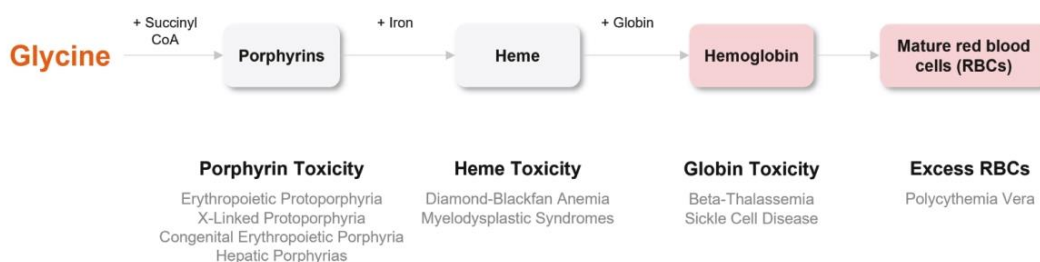 + Succinyl
CoA
+ Iron
+ Globin
Glycine
Porphyrins
Heme
Hemoglobin
Mature red blood
cells (RBCs)
Porphyrin Toxicity
Erythropoietic Protoporphyria
X-Linked Protoporphyria
Congenital Erythropoietic Porphyria
Hepatic Porphyrias
Heme Toxicity
Diamond-Blackfan Anemia
Myelodysplastic Syndromes
Globin Toxicity
Beta-Thalassemia
Sickle Cell Disease
Excess RBCs
Polycythemia Vera